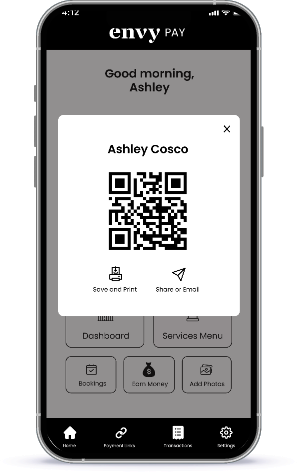 4:12
envy PAY
Good morning,
Ashley
Ashley Cosco
Save and Print
Share or Email
Dashboard
Services Menu
Bookings
Earn Money
Add Photos
Home
Payment Links
Transactions
Settings